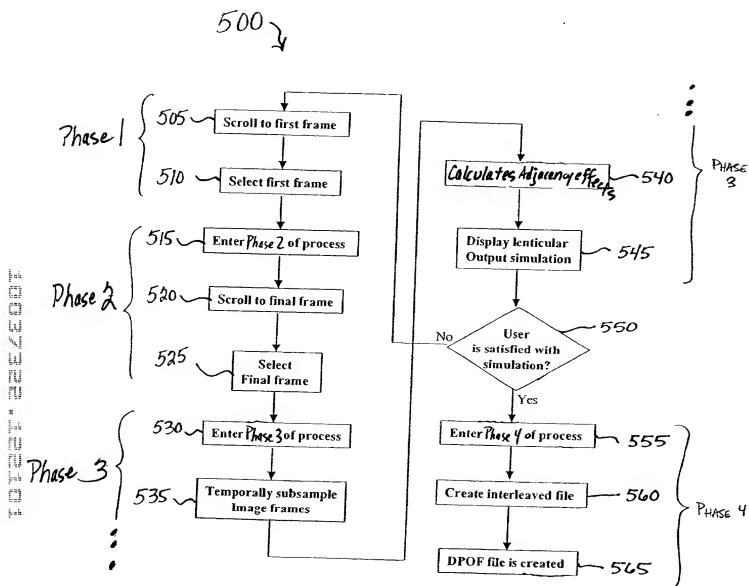 500
Phase 1
505
Scroll to first frame
510
Select first frame
Phase 2
515
Enter Phase 2 of process
520
Scroll to final frame
525
Select
Final frame
Phase 3
530
Enter Phase 3 of process
535
Temporally subsample
Image frames
Calculates Adjacency effects
540
PHASE
3
Display lenticular
Output simulation
545
User
is satisfied with
simulation?
550
No
Yes
Enter Phase 4 of process
555
Create interleaved file
560
PHASE 4
DPOF file is created
565